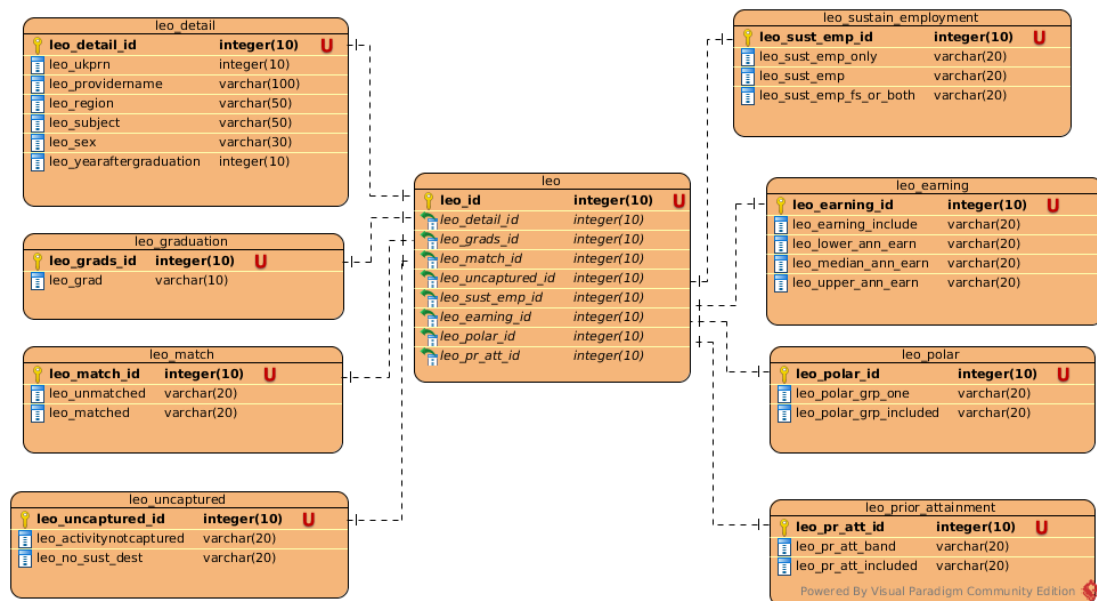 leo_detail
leo_detail_id integer(10) U
leo_ukprn integer(10)
leo_providername varchar(100)
leo_region varchar(50)
leo_subject varchar(50)
leo_sex varchar(30)
leo_yearaftergraduation integer(10)
leo_graduation
leo_grads_id integer(10) U
leo_grad varchar(10)
leo_match
leo_match_id integer(10) U
leo_unmatched varchar(20)
leo_matched varchar(20)
leo_uncaptured
leo_uncaptured_id integer(10) U
leo_activitynotcaptured varchar(20)
leo_no_sust_dest varchar(20)
leo
leo_id integer(10) U
leo_detail_id integer(10)
leo_grads_id integer(10)
leo_match_id integer(10)
leo_uncaptured_id integer(10)
leo_sust_emp_id integer(10)
leo_earning_id integer(10)
leo_polar_id integer(10)
leo_pr_att_id integer(10)
leo_sustain_employment
leo_sust_emp_id integer(10) U
leo_sust_emp_only varchar(20)
leo_sust_emp varchar(20)
leo_sust_emp_fs_or_both varchar(20)
leo_earning
leo_earning_id integer(10) U
leo_earning_include varchar(20)
leo_lower_ann_earn varchar(20)
leo_median_ann_earn varchar(20)
leo_upper_ann_earn varchar(20)
leo_polar
leo_polar_id integer(10) U
leo_polar_grp_one varchar(20)
leo_polar_grp_included varchar(20)
leo_prior_attainment
leo_pr_att_id integer(10) U
leo_pr_att_band varchar(20)
leo_pr_att_included varchar(20)
Powered By Visual Paradigm Community Edition